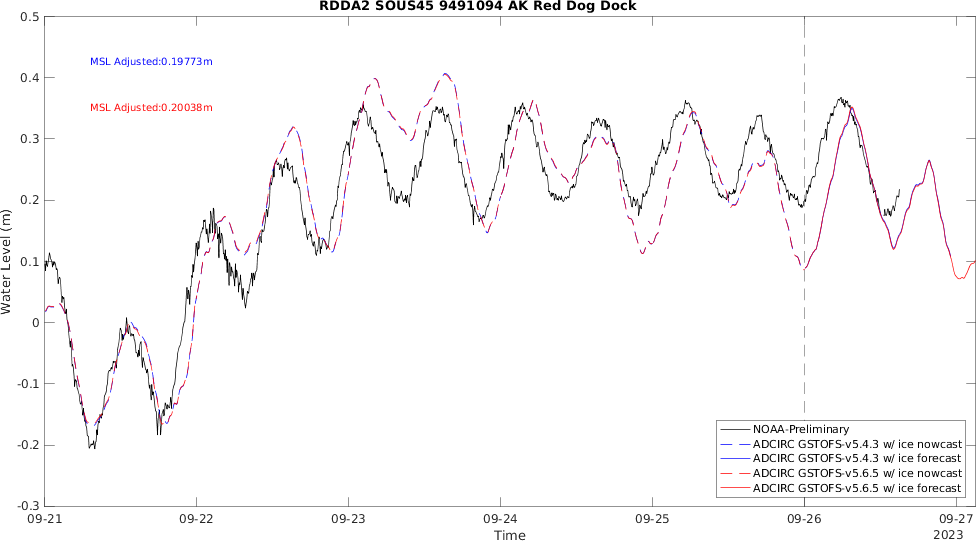 RDDA2 SOUS45 9491094 AK Red Dog Dock
MSL Adjusted:0.19773m
MSL Adjusted:0.20038m
Water Level (m)
0.5
0.4
0.3
0.2
0.1
0
-0.1
-0.2
-0.3
NOAA-Preliminary
ADCIRC GSTOFS-v5.4.3 w/ ice nowcast
ADCIRC GSTOFS-v5.4.3 w/ ice forecast
ADCIRC GSTOFS-v5.6.5 w/ ice nowcast
ADCIRC GSTOFS-v5.6.5 w/ ice forecast
09-21 09-22 09-23 09-24 09-25 09-26 09-27
Time
2023